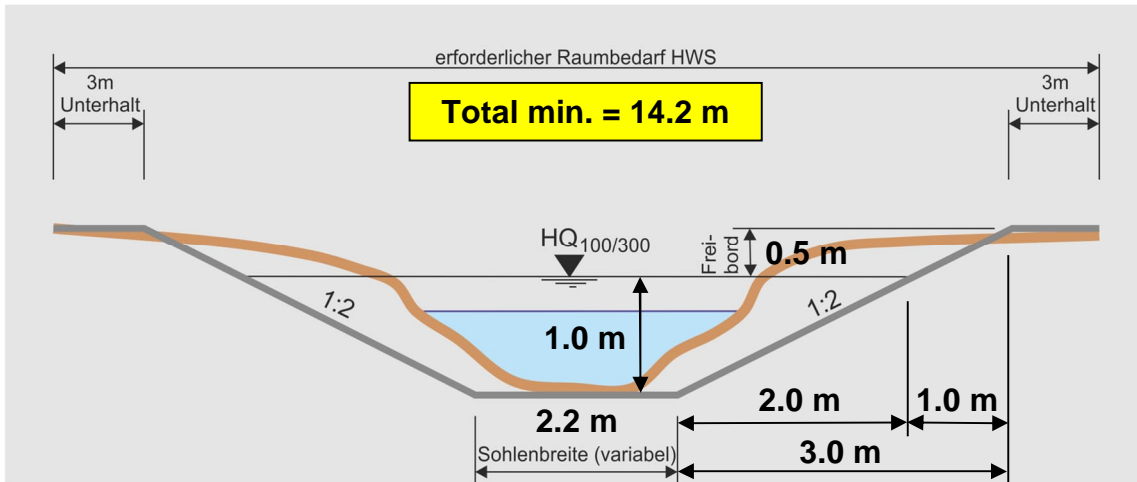 erforderlicher Raumbedarf HWS
3m
Unterhalt
3m
Unterhalt
Total min. = 14.2 m
HQ100/300
Frei-
bord
0.5 m
1:2
1:2
1.0 m
2.2 m
2.0 m
1.0 m
Sohlenbreite (variabel)
3.0 m